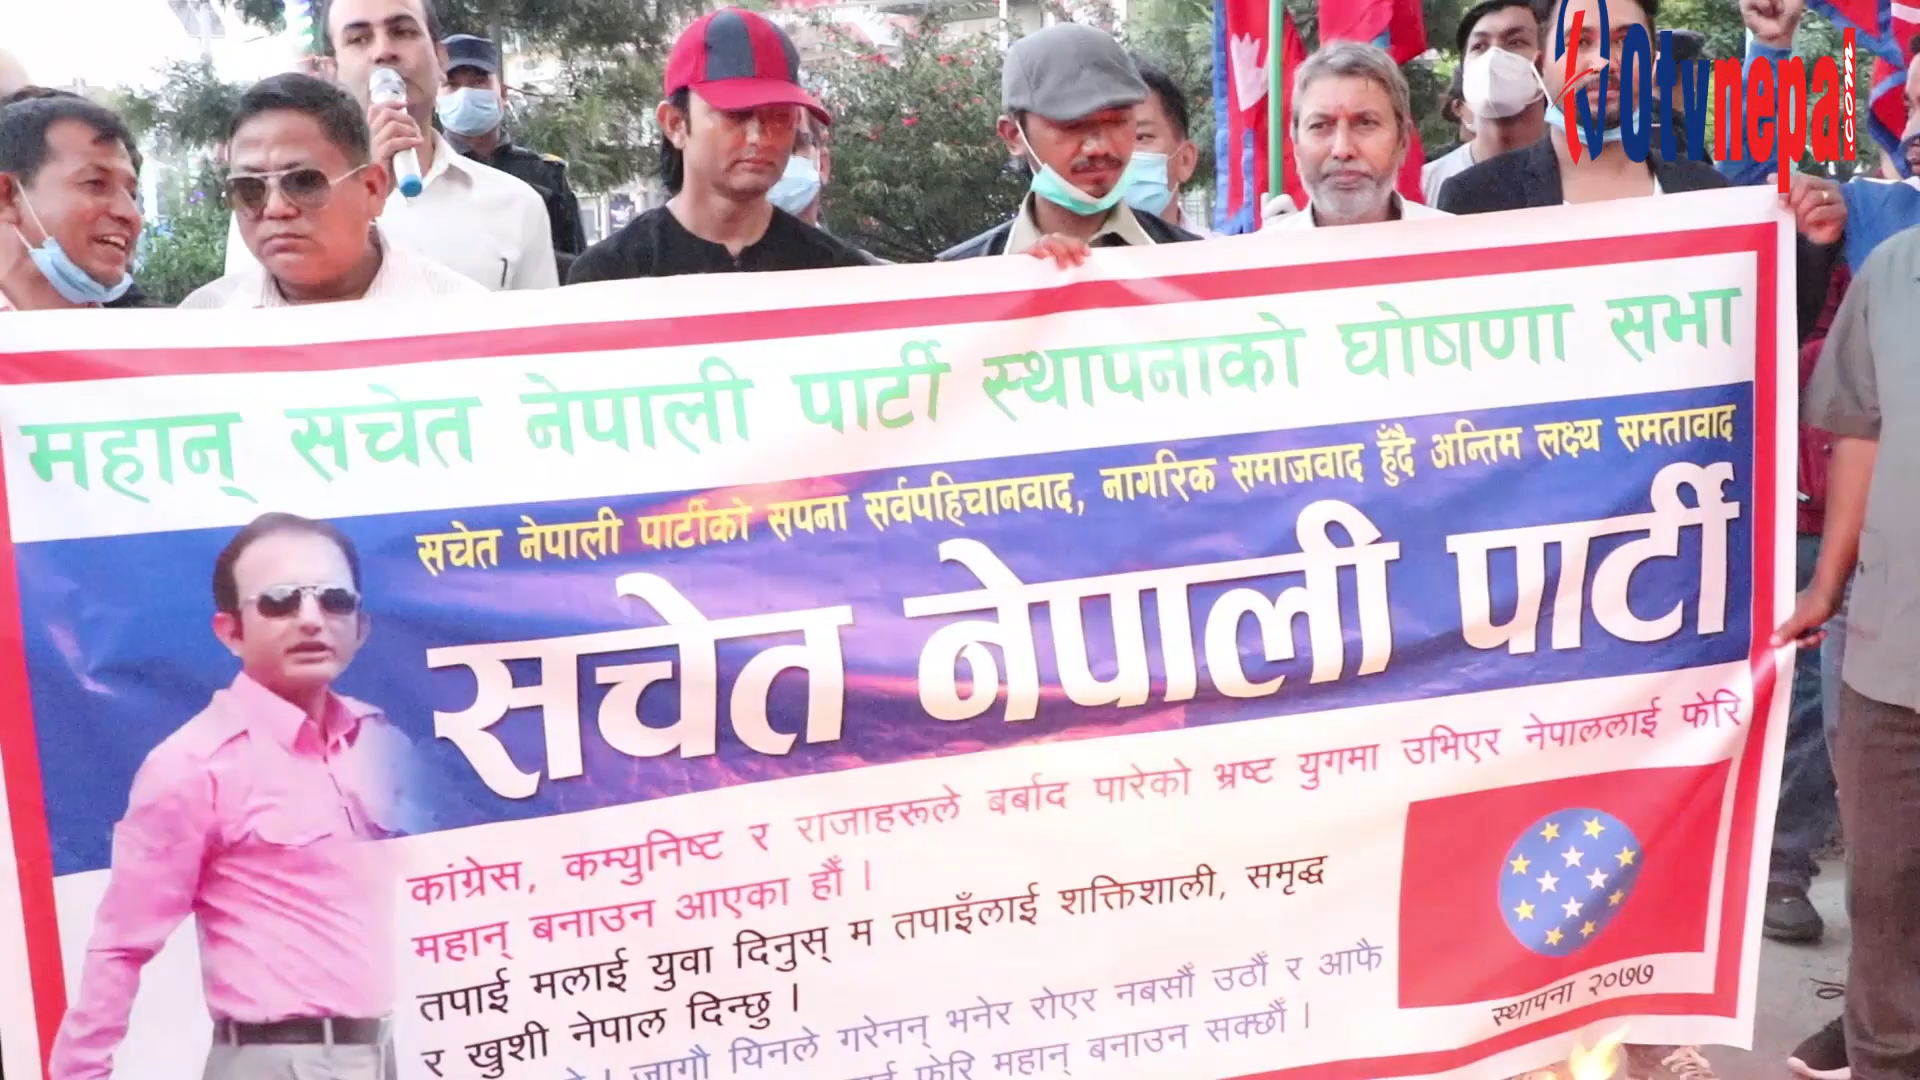 Otvnepal.com
महान् सचेत नेपाली पार्टी स्थापनाको घोषणा सभा
सचेत नेपाली पार्टीको सपना सर्वपहिचानवाद, नागरिक समाजवाद हुँदै अन्तिम लक्ष्य समतावाद
सचेत नेपाली पार्टी
कांग्रेस, कम्युनिष्ट र राजाहरूले बर्बाद पारेको भ्रष्ट युगमा उभिएर नेपाललाई फेरि
महान् बनाउन आएका हौं ।
तपाई मलाई युवा दिनुस् म तपाइँलाई शक्तिशाली, समृद्ध
र खुशी नेपाल दिन्छु ।
जागौ यिनले गरेनन् भनेर रोएर नबसौं उठौं र आफै
फेरि महान् बनाउन सक्छौं ।
स्थापना २०७७